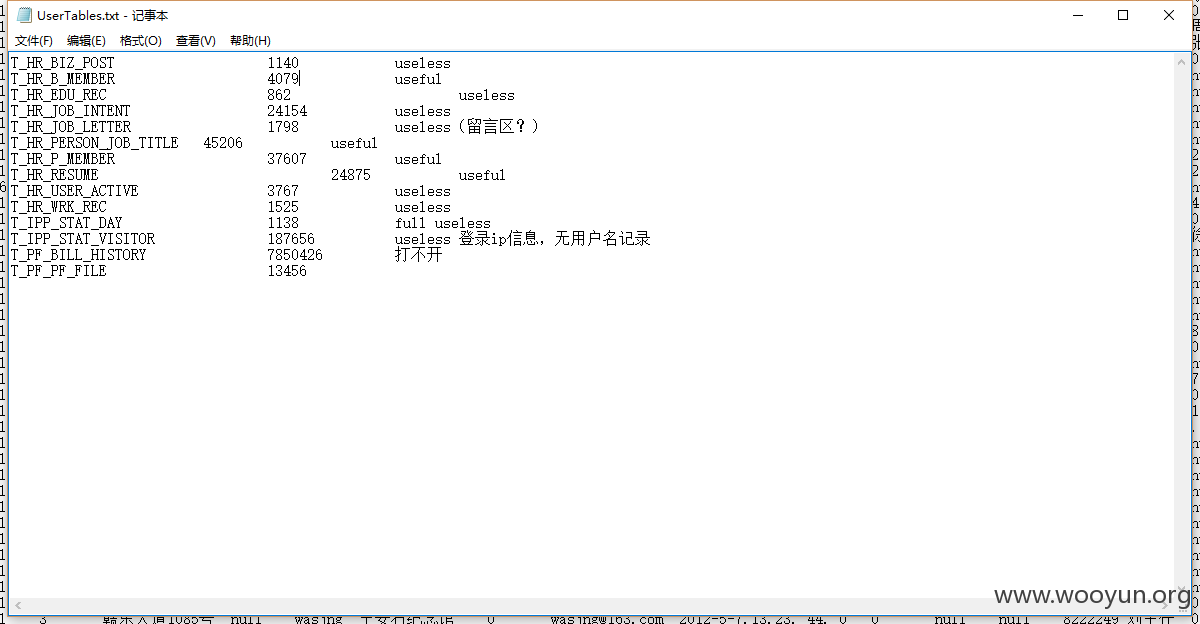 UserTables.txt - 记事本
文件(F) 编辑(E) 格式(O) 查看(V) 帮助(H)
T_HR_BIZ_POST 1140 useless
T_HR_B_MEMBER 4079 useful
T_HR_EDU_REC 862 useless
T_HR_JOB_INTENT 24154 useless
T_HR_JOB_LETTER 1798 useless（留言区？）
T_HR_PERSON_JOB_TITLE 45206 useful
T_HR_P_MEMBER 37607 useful
T_HR_RESUME 24875 useful
T_HR_USER_ACTIVE 3767 useless
T_HR_WRK_REC 1525 useless
T_IPP_STAT_DAY 1138 full useless
T_IPP_STAT_VISITOR 187656 useless 登录ip信息，无用户名记录
T_PF_BILL_HISTORY 7850426 打不开
T_PF_PF_FILE 13456
www.wooyun.org